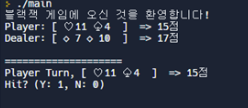 > ./main
블랙잭 게임에 오신 것을 환영합니다!
Player: [ ♡11 ♤4 ] => 15점
Dealer: [ ◇7 ◇10 ] => 17점
====================
Player Turn, [ ♡11 ♤4 ] => 15점
Hit? (Y: 1, N: 0)